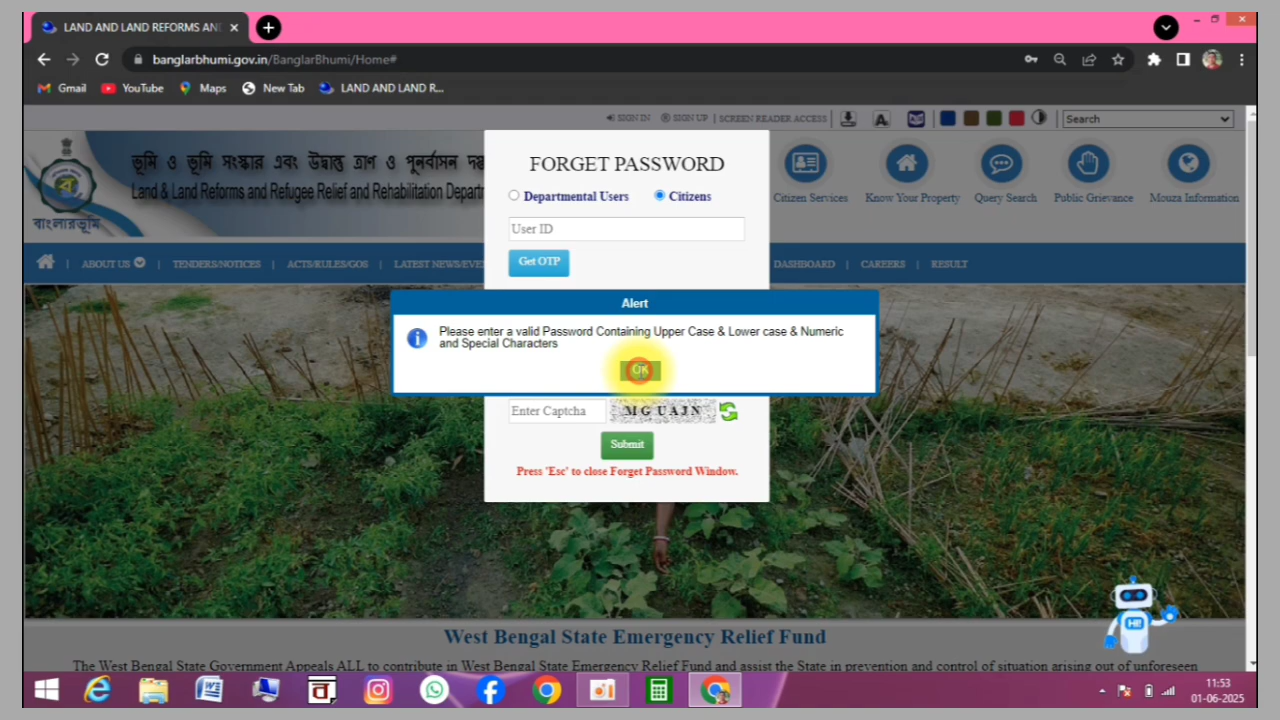 LAND AND LAND REFORMS AN
banglarbhumi.gov.in/BanglarBhumi/Home#
Gmail YouTube Maps New Tab LAND AND LAND R...
SIGN IN SIGN UP | SCREEN READER ACCESS | A Search
ভূমি ও ভূমি সংস্কার এবং উদ্বাস্তু ত্রাণ ও পুনর্বাসন
Land & Land Reforms and Refugee Relief and Rehabilitation Depart
বাংলারভূমি
Citizen Services Know Your Property Query Search Public Grievance Mouza Information
ABOUT US | TENDERS/NOTICES | ACTS/RULES/GOS | LATEST NEWS/EVE
DASHBOARD | CAREERS | RESULT
FORGET PASSWORD
Departmental Users Citizens
User ID
Get OTP
Alert
Please enter a valid Password Containing Upper Case & Lower case & Numeric
and Special Characters
OK
Enter Captcha MG UAJN
Submit
Press 'Esc' to close Forget Password Window.
HI!
West Bengal State Emergency Relief Fund
The West Bengal State Government Appeals ALL to contribute in West Bengal State Emergency Relief Fund and assist the State in prevention and control of situation arising out of unforeseen
11:53
01-06-2025